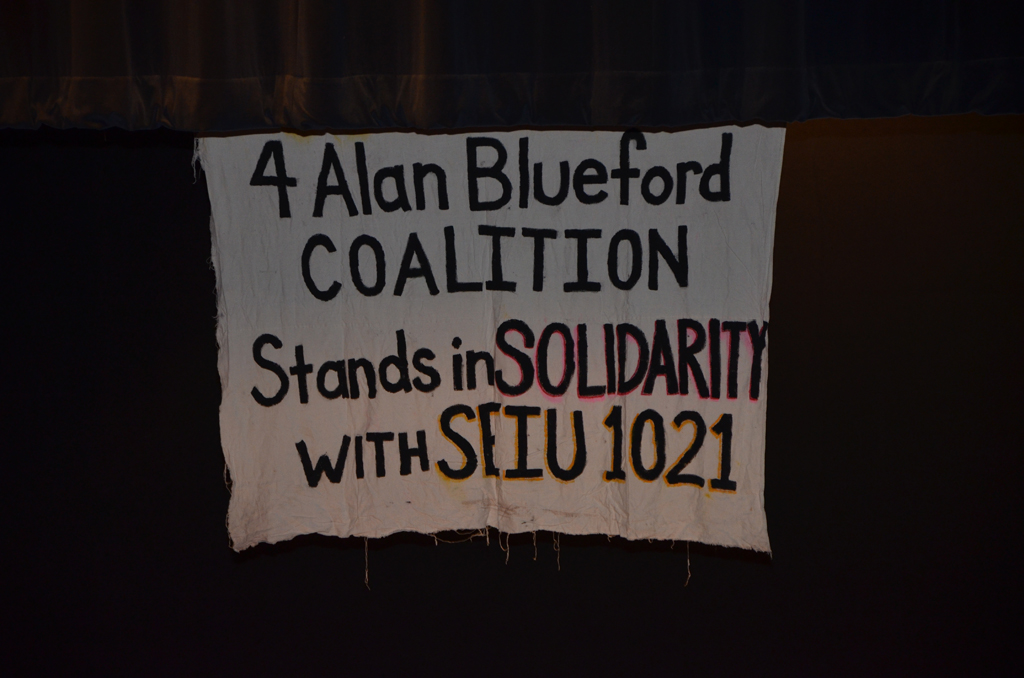 4 Alan Blueford
COALITION
Stands in SOLIDARITY
WITH SEIU 1021